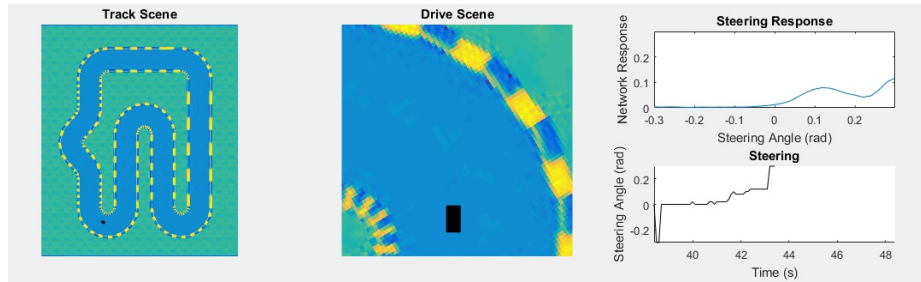 Track Scene
Drive Scene
Steering Response
Network Response
0.2
0
-0.3
-0.2
-0.1
0
0.1
0.2
Steering Angle (rad)
Steering
Steering Angle (rad)
0.2
0
-0.2
40
42
44
46
48
Time (s)